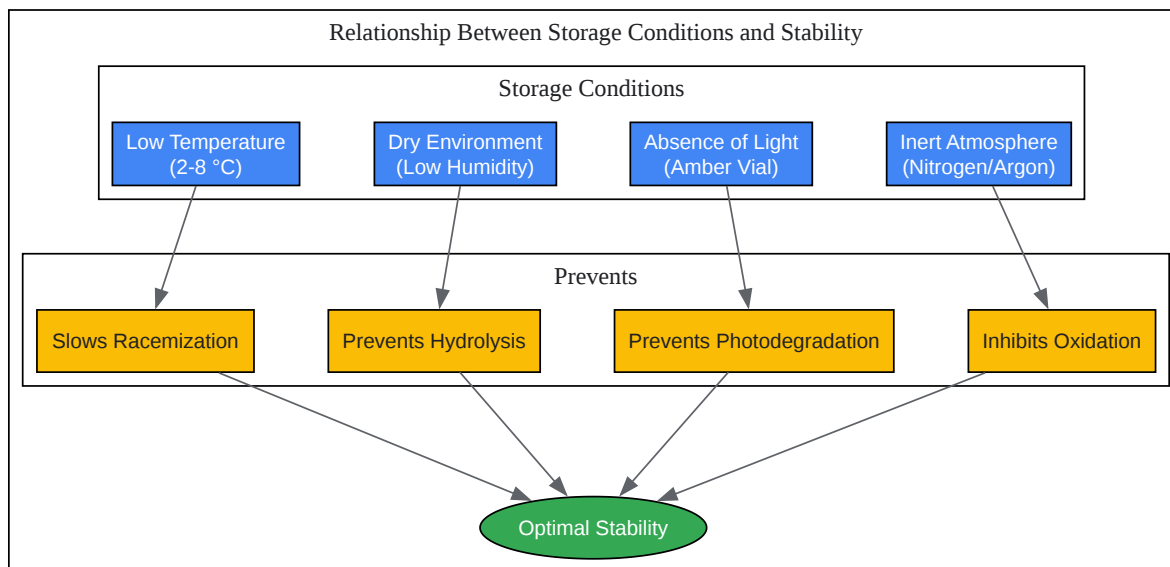 Relationship Between Storage Conditions and Stability
Storage Conditions
Low Temperature
(2-8 °C)
Dry Environment
(Low Humidity)
Absence of Light
(Amber Vial)
Inert Atmosphere
(Nitrogen/Argon)
Prevents
Slows Racemization
Prevents Hydrolysis
Prevents Photodegradation
Inhibits Oxidation
Optimal Stability